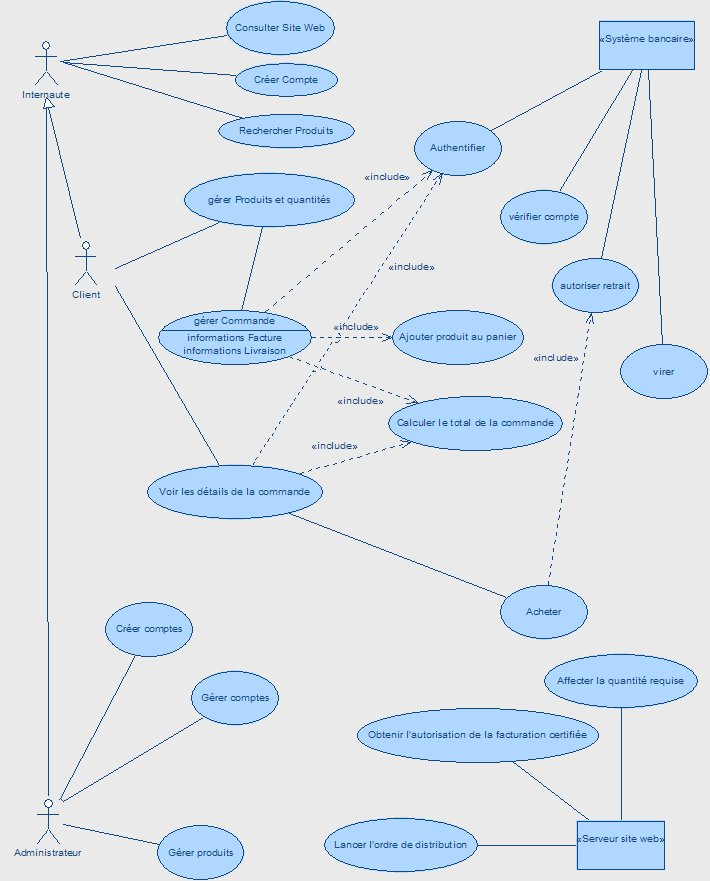 Consulter Site Web
«Système bancaire»
Créer Compte
Internaute
Rechercher Produits
Authentifier
«include»
gérer Produits et quantités
vérifier compte
«include»
Client
autoriser retrait
gérer Commande
informations Facture
informations Livraison
«include»
Ajouter produit au panier
«include»
virer
«include»
Calculer le total de la commande
«include»
Voir les détails de la commande
Acheter
Créer comptes
Affecter la quantité requise
Gérer comptes
Obtenir l'autorisation de la facturation certifiée
«Serveur site web»
Lancer l'ordre de distribution
Administrateur
Gérer produits